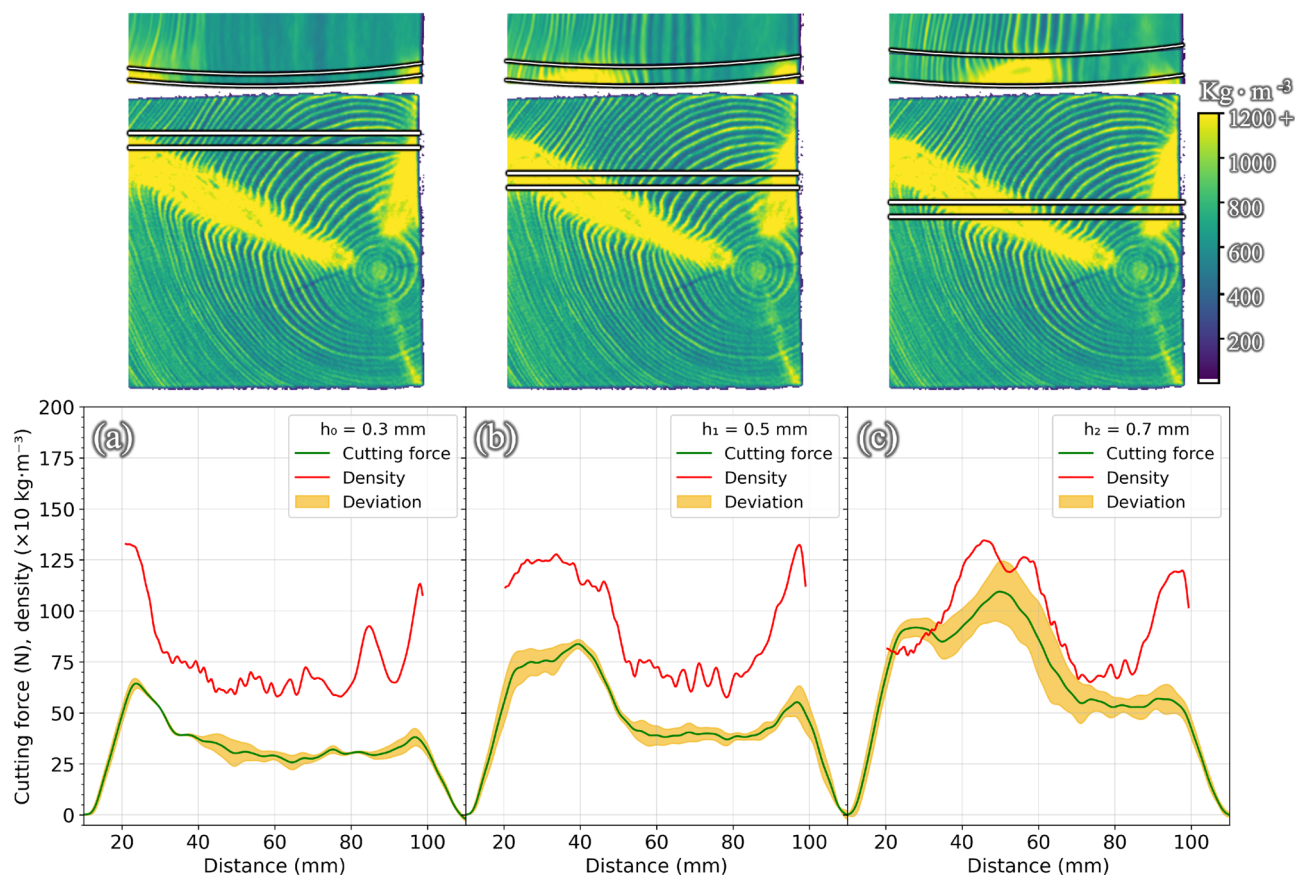 Kg · m ⁻³
1200 +
1000
800
600
400
200
200
175
150
125
100
75
50
25
0
Cutting force (N), density (×10 kg·m⁻³)
(a)
h₀ = 0.3 mm
Cutting force
Density
Deviation
(b)
h₁ = 0.5 mm
Cutting force
Density
Deviation
(c)
h₂ = 0.7 mm
Cutting force
Density
Deviation
20 40 60 80 100
20 40 60 80 100
20 40 60 80 100
Distance (mm)
Distance (mm)
Distance (mm)